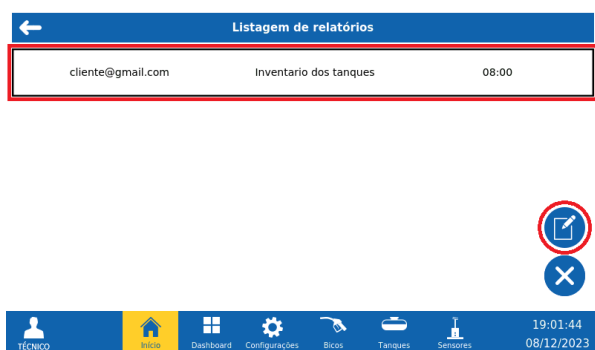 Listagem de relatórios
cliente@gmail.com Inventario dos tanques 08:00
TÉCNICO Início Dashboard Configurações Bicos Tanques Sensores
19:01:44
08/12/2023